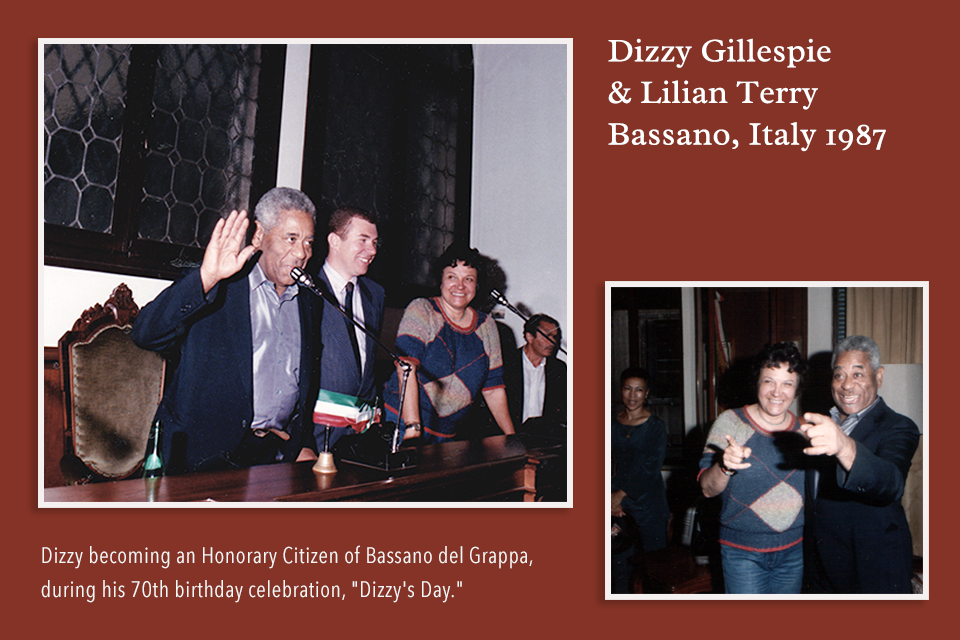 Dizzy Gillespie
& Lilian Terry
Bassano, Italy 1987
Dizzy becoming an Honorary Citizen of Bassano del Grappa,
during his 70th birthday celebration, "Dizzy's Day."